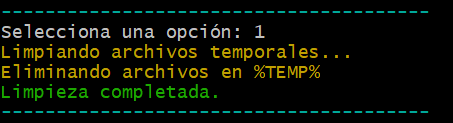 ----------------------------------------
Selecciona una opción: 1
Limpiando archivos temporales...
Eliminando archivos en %TEMP%
Limpieza completada.
----------------------------------------